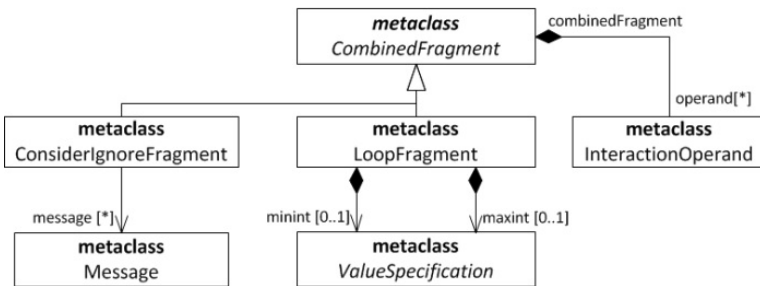 metaclass
CombinedFragment
combinedFragment
operand[*]
metaclass
ConsiderIgnoreFragment
metaclass
LoopFragment
metaclass
InteractionOperand
message [*]
minint [0..1]
maxint [0..1]
metaclass
Message
metaclass
ValueSpecification